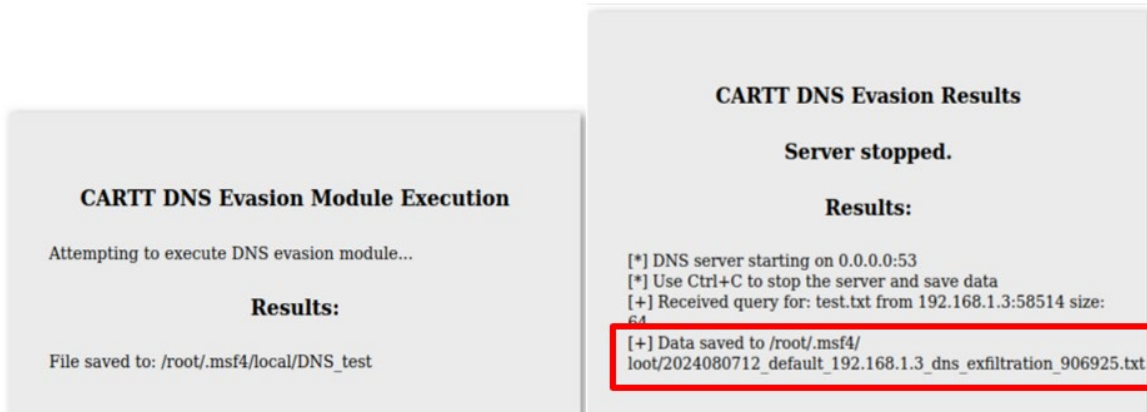 CARTT DNS Evasion Module Execution
Attempting to execute DNS evasion module...
Results:
File saved to: /root/.msf4/local/DNS_test
CARTT DNS Evasion Results
Server stopped.
Results:
[*] DNS server starting on 0.0.0.0:53
[*] Use Ctrl+C to stop the server and save data
[+] Received query for: test.txt from 192.168.1.3:58514 size:
64
[+] Data saved to /root/.msf4/
loot/2024080712_default_192.168.1.3_dns_exfiltration_906925.txt